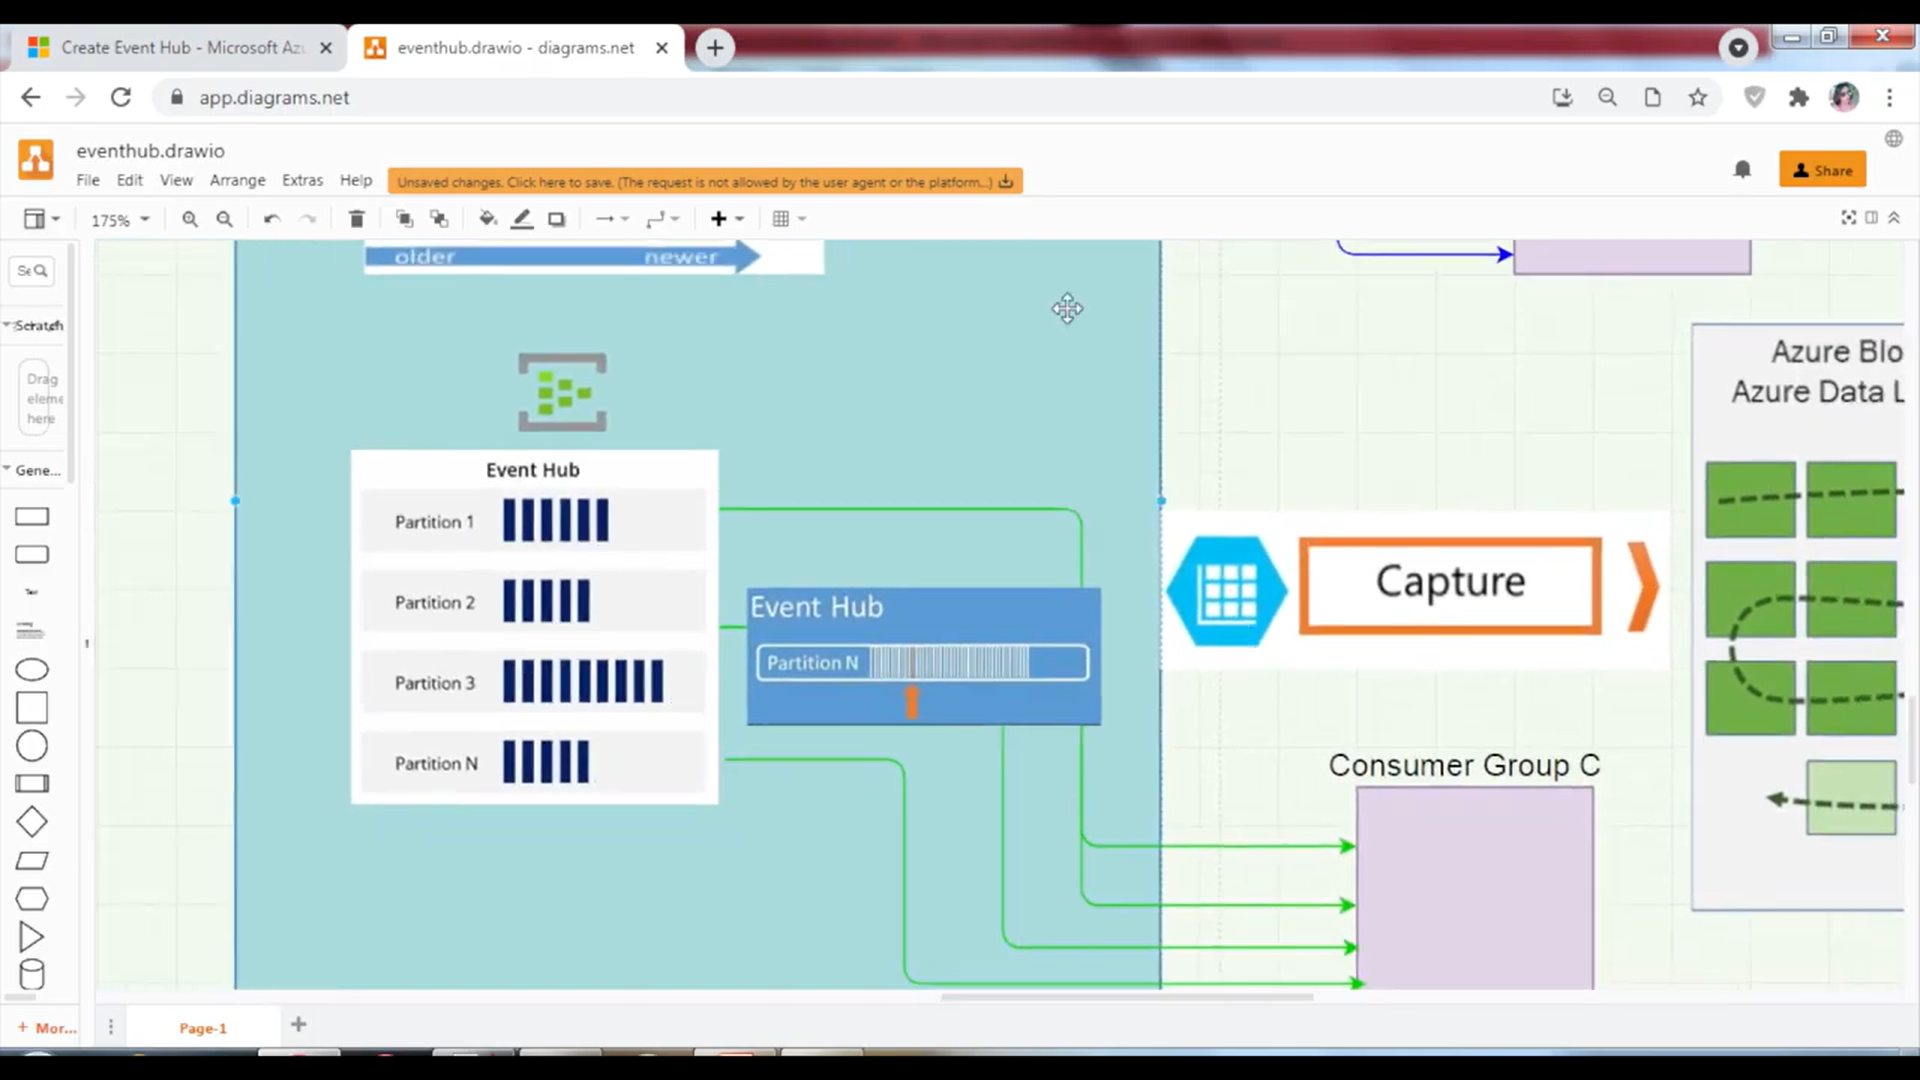 Create Event Hub - Microsoft Azu
eventhub.drawio - diagrams.net
app.diagrams.net
eventhub.drawio
File Edit View Arrange Extras Help
Unsaved changes. Click here to save. (The request is not allowed by the user agent or the platform...)
Share
175%
older newer
Scratch
Drag
eleme
here
Gene...
Azure Blo
Azure Data L
Event Hub
Partition 1
Partition 2
Partition 3
Partition N
Event Hub
Partition N
Capture
Consumer Group C
+ Mor...
Page-1